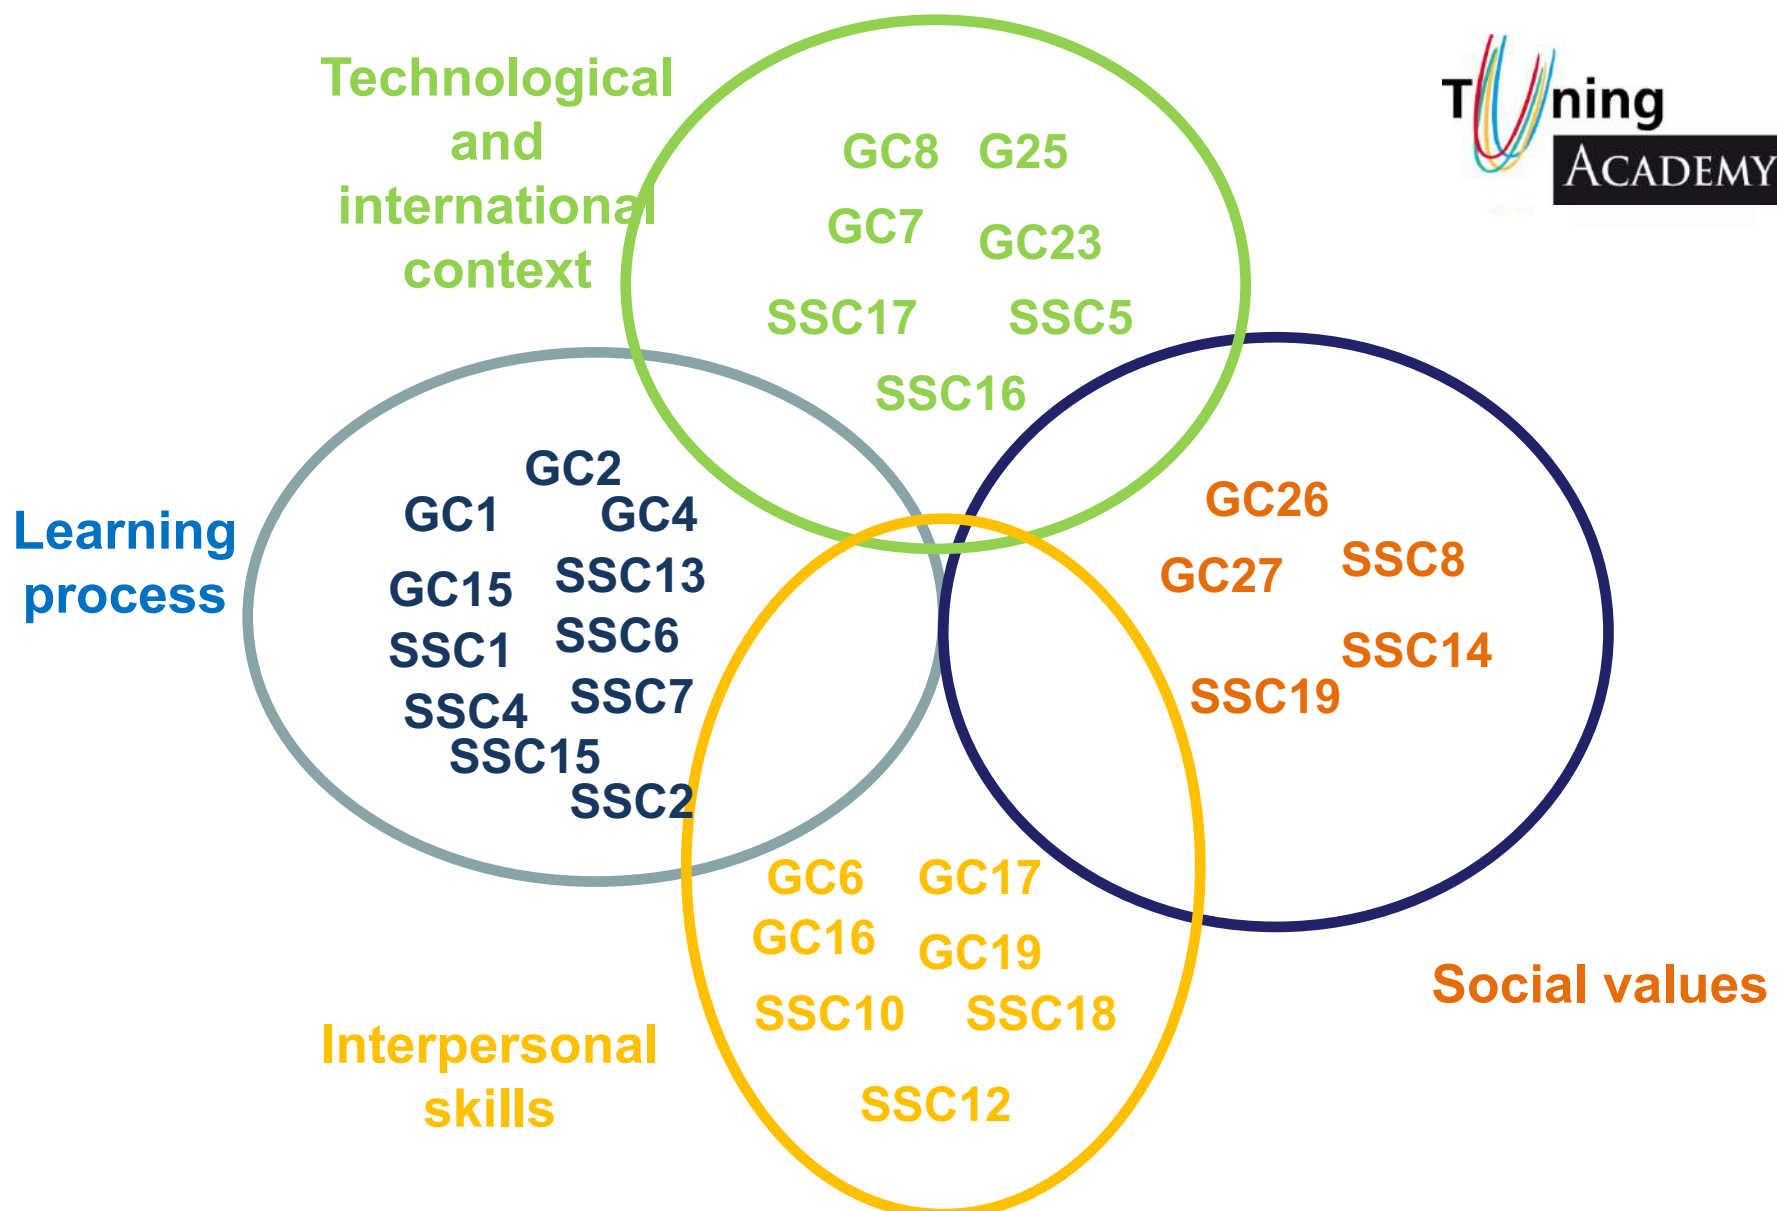 Technological
and
international
context
TUning
ACADEMY
GC8 G25
GC7 GC23
SSC17 SSC5
SSC16
Learning
process
GC2
GC1 GC4
GC15 SSC13
SSC1 SSC6
SSC4 SSC7
SSC15
SSC2
GC26
GC27 SSC8
SSC14
SSC19
Social values
GC6 GC17
GC16 GC19
SSC10 SSC18
SSC12
Interpersonal
skills